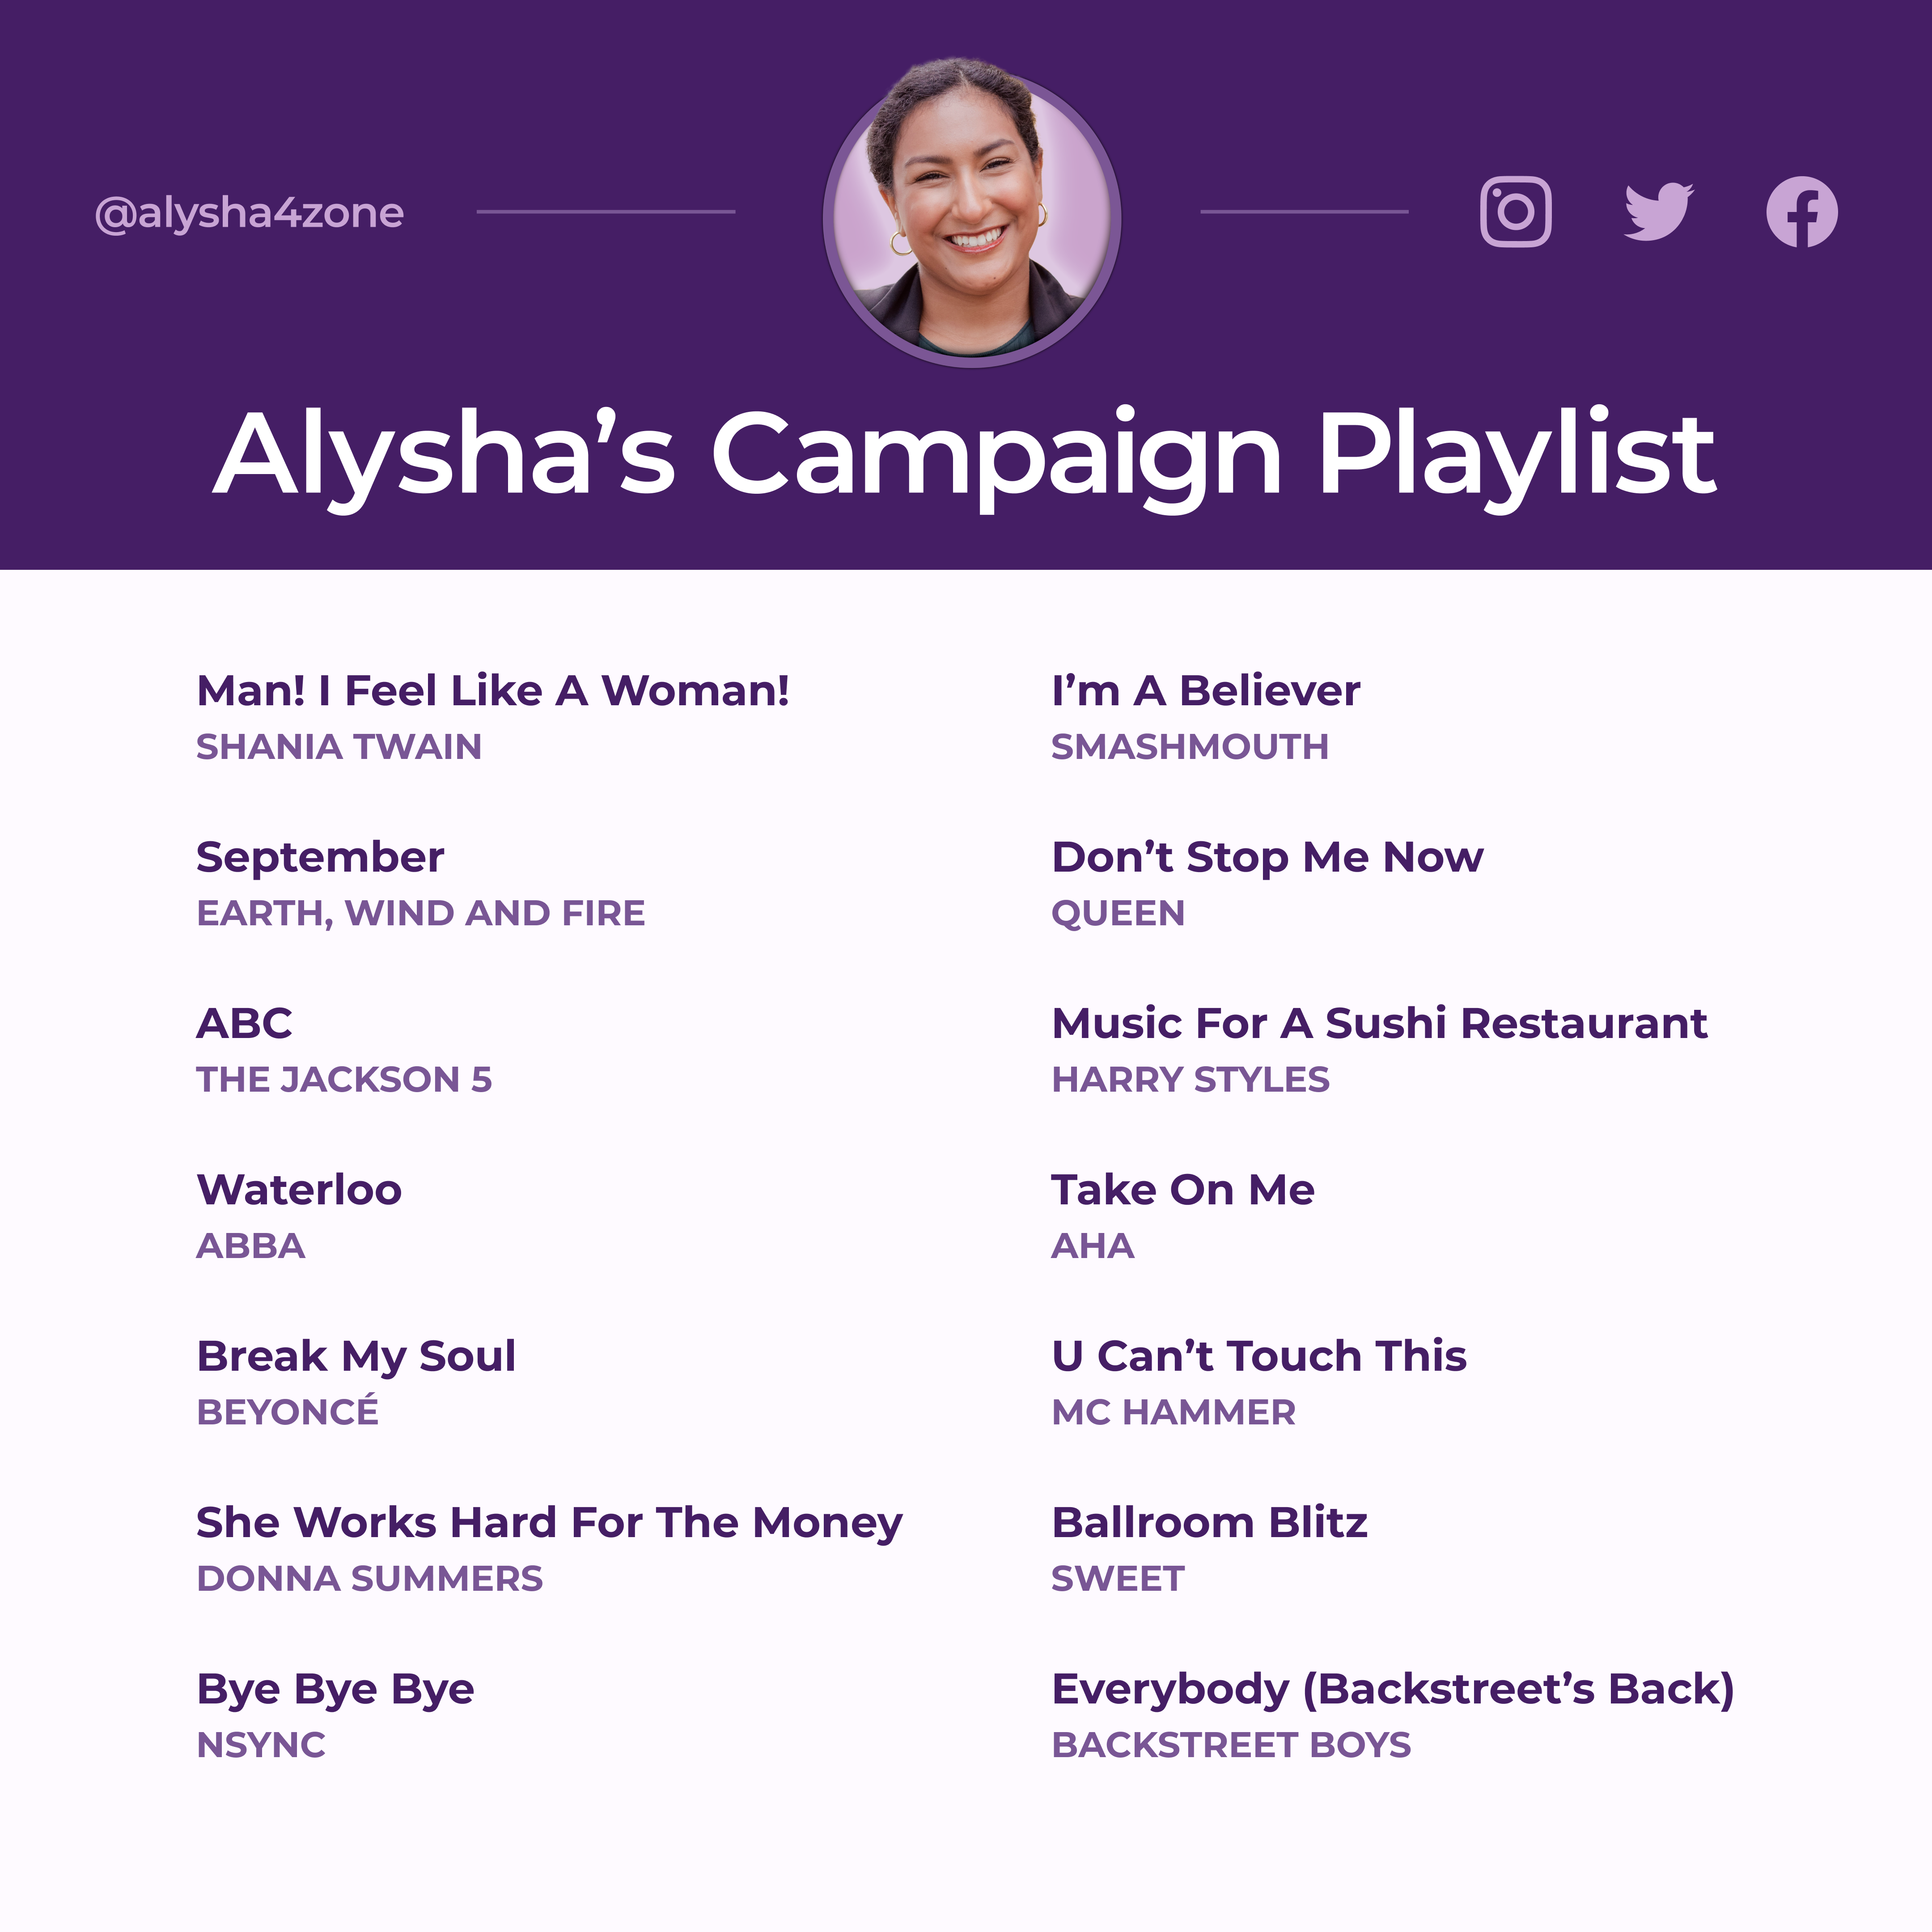 @alysha4zone
Alysha’s Campaign Playlist
Man! I Feel Like A Woman!
SHANIA TWAIN
September
EARTH, WIND AND FIRE
ABC
THE JACKSON 5
Waterloo
ABBA
Break My Soul
BEYONCÉ
She Works Hard For The Money
DONNA SUMMERS
Bye Bye Bye
NSYNC
I’m A Believer
SMASHMOUTH
Don’t Stop Me Now
QUEEN
Music For A Sushi Restaurant
HARRY STYLES
Take On Me
AHA
U Can’t Touch This
MC HAMMER
Ballroom Blitz
SWEET
Everybody (Backstreet’s Back)
BACKSTREET BOYS